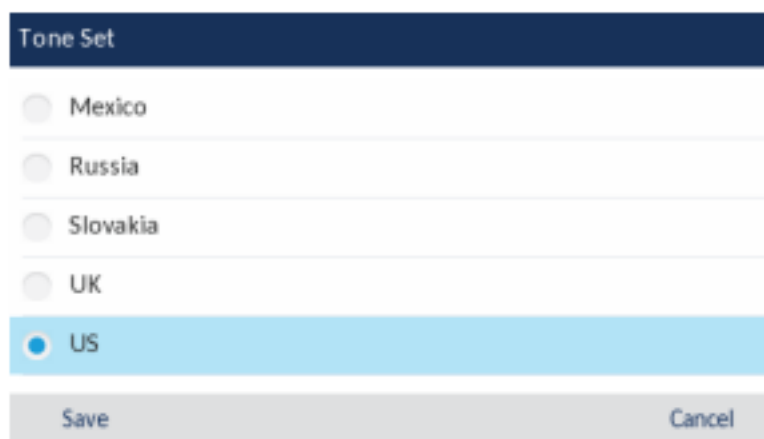 Tone Set
Mexico
Russia
Slovakia
UK
US
Save Cancel